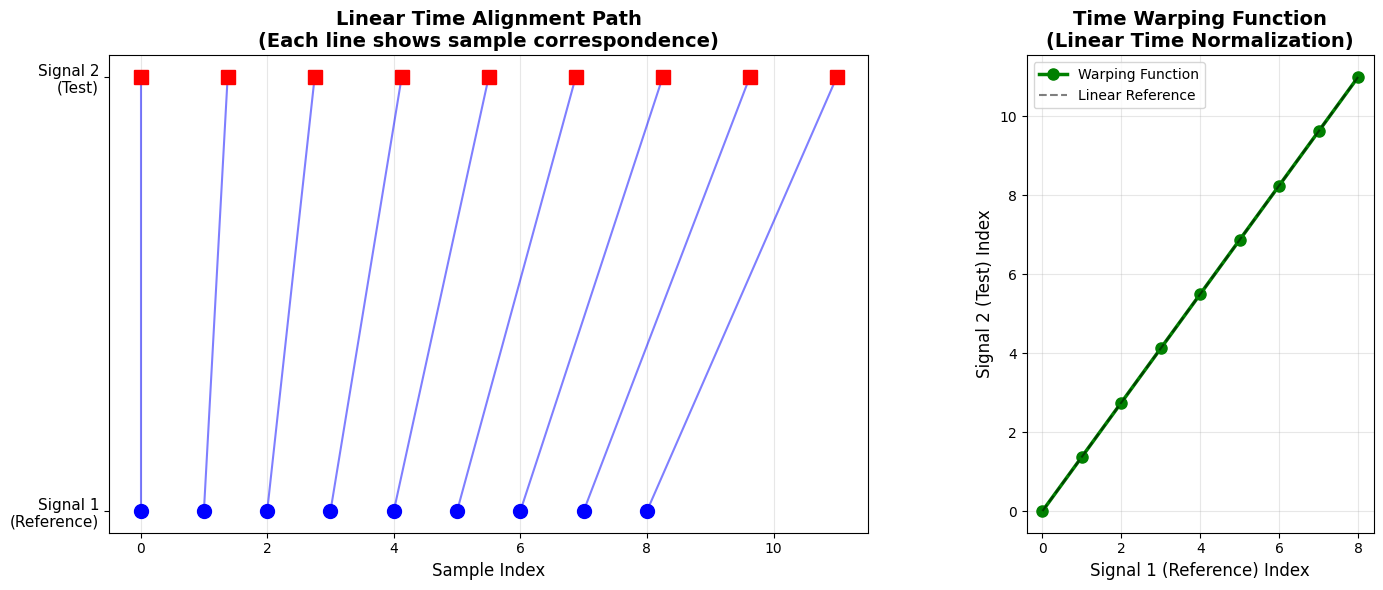 Linear Time Alignment Path
(Each line shows sample correspondence)
Signal 2
(Test)
Signal 1
(Reference)
0
2
4
6
8
10
Sample Index
Time Warping Function
(Linear Time Normalization)
Warping Function
Linear Reference
Signal 2 (Test) Index
10
8
6
4
2
0
0
2
4
6
8
Signal 1 (Reference) Index